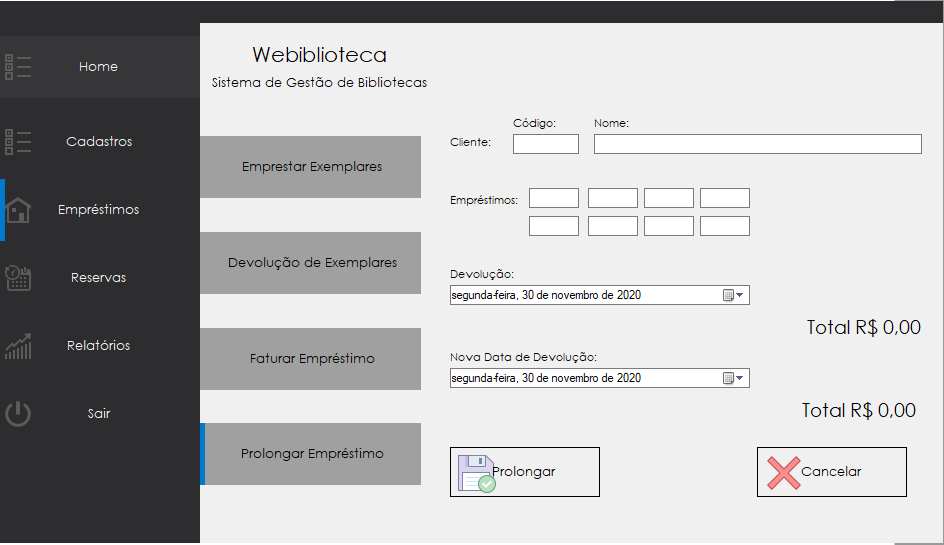 Home
Cadastros
Empréstimos
Reservas
Relatórios
Sair
Webiblioteca
Sistema de Gestão de Bibliotecas
Emprestar Exemplares
Devolução de Exemplares
Faturar Empréstimo
Prolongar Empréstimo
Código: Nome:
Cliente:
Empréstimos:
Devolução:
segunda-feira, 30 de novembro de 2020
Total R$ 0,00
Nova Data de Devolução:
segunda-feira, 30 de novembro de 2020
Total R$ 0,00
Prolongar Cancelar